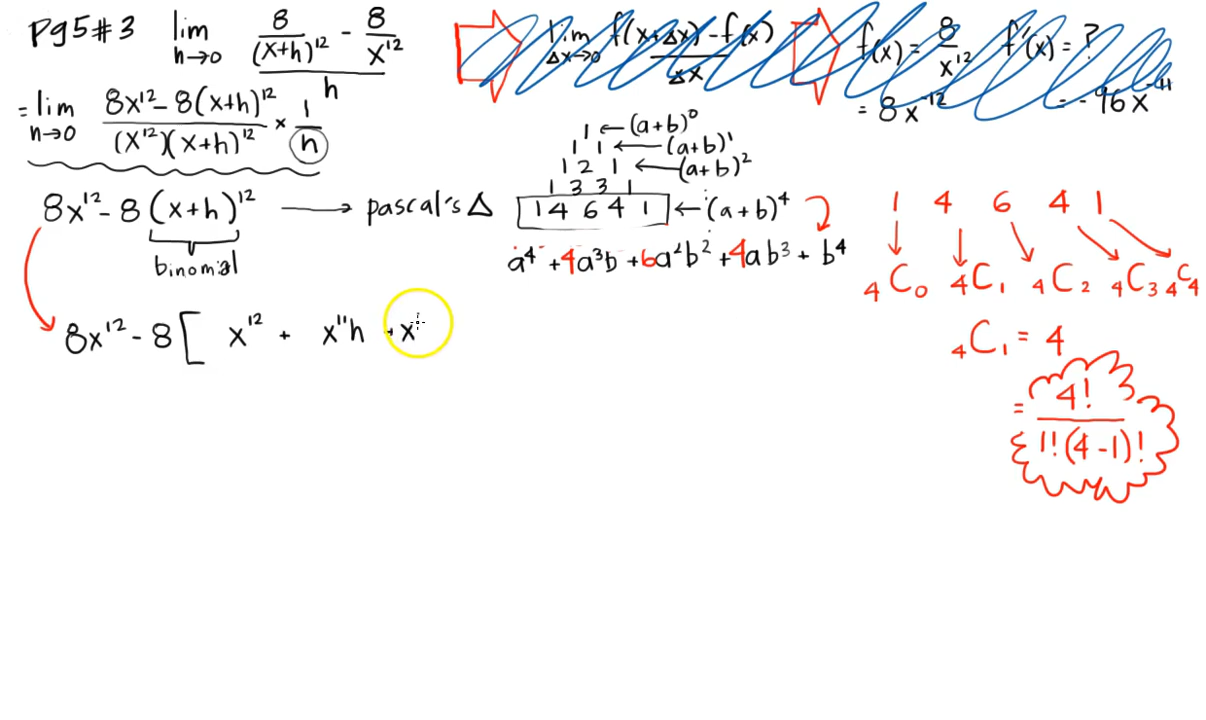 Pg5#3 lim h→0 8/(x+h)^12 - 8/x^12 / h
lim Δx→0 f(x+Δx)-f(x) / Δx
f(x) = 8/x^12 f'(x) = ?
= 8x^-12 = -96x^-11
= lim h→0 8x^12 - 8(x+h)^12 / (x^12)(x+h)^12 × 1/h
1 ← (a+b)^0
1 1 ← (a+b)^1
1 2 1 ← (a+b)^2
1 3 3 1
8x^12 - 8(x+h)^12 → pascal's Δ 1 4 6 4 1 ← (a+b)^4
binomial
a^4 + 4a^3b + 6a^2b^2 + 4ab^3 + b^4
1 4 6 4 1
4C0 4C1 4C2 4C3 4C4
8x^12 - 8[ x^12 + x^11h + x
4C1 = 4
= 4! / 1!(4-1)!